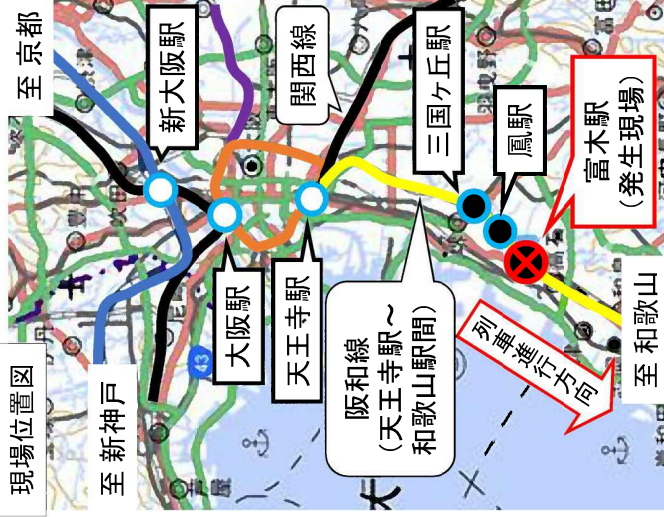 現場位置図
至 京都
新大阪駅
関西線
三国ヶ丘駅
鳳駅
富木駅
(発生現場)
大阪駅
天王寺駅
阪和線
(天王寺駅～
和歌山駅間)
列車進行方向
至 和歌山
至 新神戸
43
芦屋
大